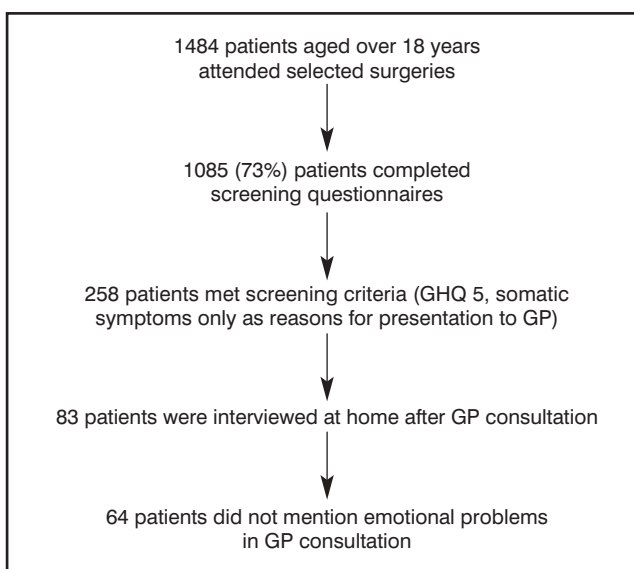 1484 patients aged over 18 years
attended selected surgeries
1085 (73%) patients completed
screening questionnaires
258 patients met screening criteria (GHQ 5, somatic
symptoms only as reasons for presentation to GP)
83 patients were interviewed at home after GP consultation
64 patients did not mention emotional problems
in GP consultation